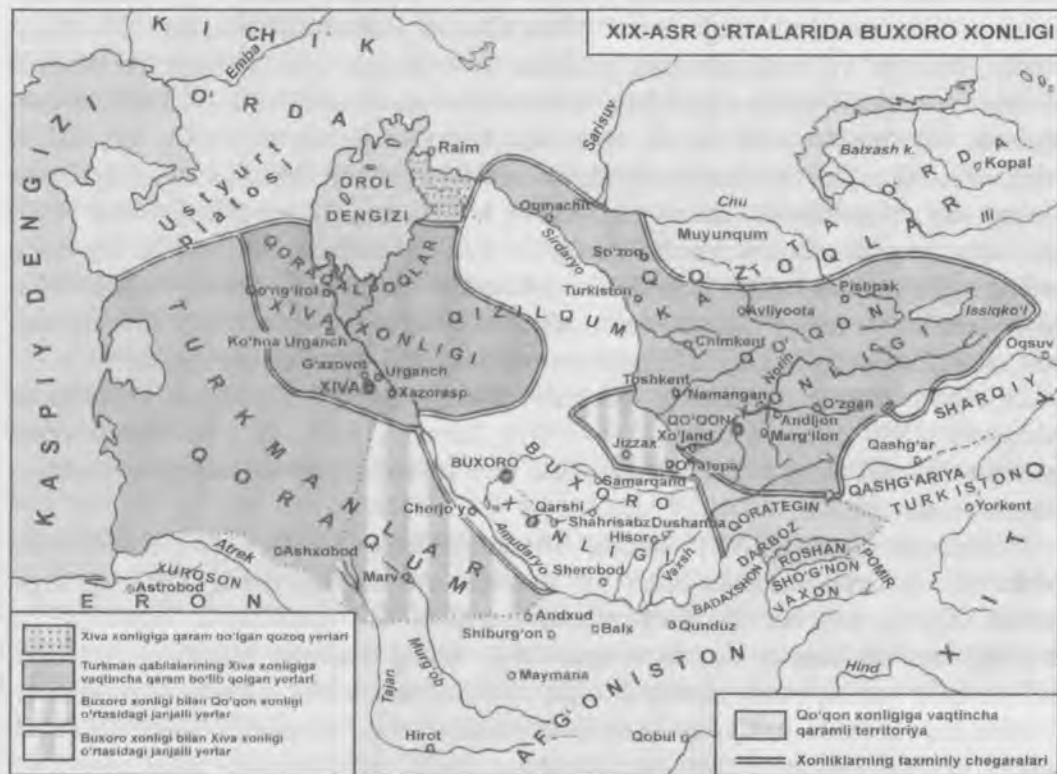 XIX-ASR O‘RTALARIDA BUXORO XONLIGI
KICHIK
O‘RDA
Emba
Sarisuv
Raim
OROL
DENGIZI
Ustyurt
platosi
KASPIY DENGIZI
Balxash k.
Kopal
O‘RDA
Ili
Chu
Muyunqum
Oqmachit
Sirdaryo
So‘zoq
Turkiston
QORAQALPOQLAR
Qo‘ng‘irot
XIVA XONLIGI
QIZILQUM
Ko‘hna Urganch
G‘azovot
Urganch
XIVA
Xazorasp
QOZOQLAR
Pishpak
Avliyoota
Issiqko‘l
Chimkent
QO‘QON XONLIGI
Norin
Oqsuv
Toshkent
Namangan
QO‘QON
Andijon
O‘zgan
Xo‘jand
Marg‘ilon
Jizzax
O‘ratepa
SHARQIY
TURKISTON
Qashg‘ar
QASHG‘ARIYA
Yorkent
XITOY
TURKMANLAR
QORAQUM
BUXORO
BUXORO XONLIGI
Samarqand
Chorjo‘y
Qarshi
Shahrisabz
Dushanba
Hisor
Amudaryo
Sherobod
Vaxsh
QORATEGIN
DARBOZ
ROSHAN
SHO‘G‘NON
VAXON
POMIR
BADAXSHON
Atrek
Ashxobod
XUROSON
Astrobod
ERON
Marv
Andxud
Shiburg‘on
Balx
Qunduz
Maymana
Murg‘ob
Tajan
Hirot
AFG‘ONISTON
Qobul
Hind
Xiva xonligiga qaram bo‘lgan qozoq yerlari
Turkman qabilalarining Xiva xonligiga
vaqtincha qaram bo‘lib qolgan yerlari
Buxoro xonligi bilan Qo‘qon xonligi
o‘rtasidagi janjalli yerlar
Buxoro xonligi bilan Xiva xonligi
o‘rtasidagi janjalli yerlar
Qo‘qon xonligiga vaqtincha
qaramli territoriya
Xonliklarning taxminiy chegaralari